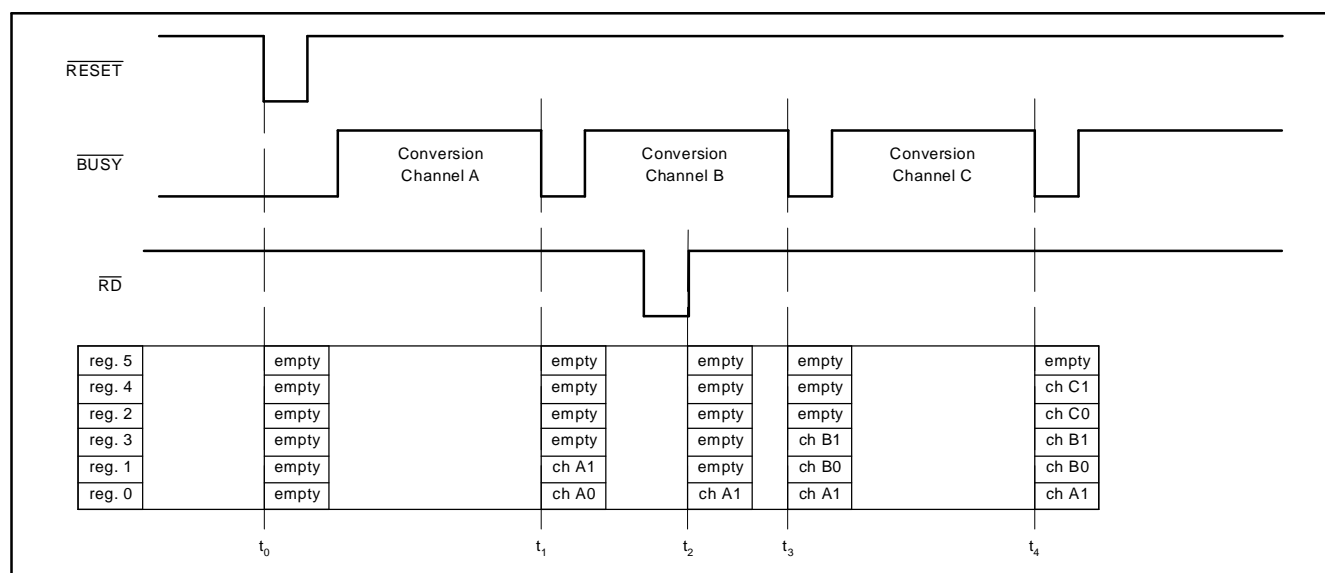 RESET
BUSY
Conversion Channel A
Conversion Channel B
Conversion Channel C
RD
reg. 5 empty empty empty empty empty
reg. 4 empty empty empty empty ch C1
reg. 2 empty empty empty empty ch C0
reg. 3 empty empty empty ch B1 ch B1
reg. 1 empty ch A1 empty ch B0 ch B0
reg. 0 empty ch A0 ch A1 ch A1 ch A1
t0 t1 t2 t3 t4